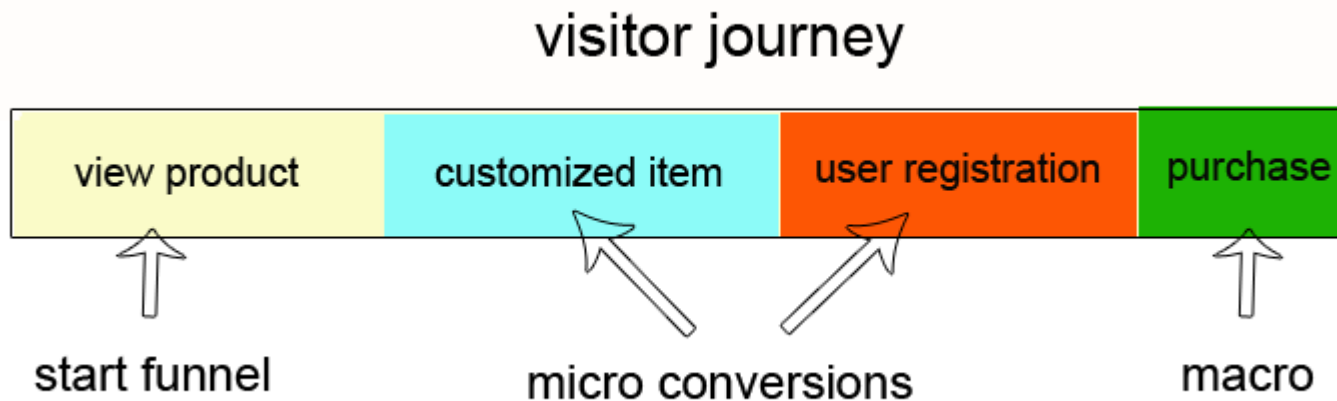 visitor journey
view product
customized item
user registration
purchase
start funnel
micro conversions
macro